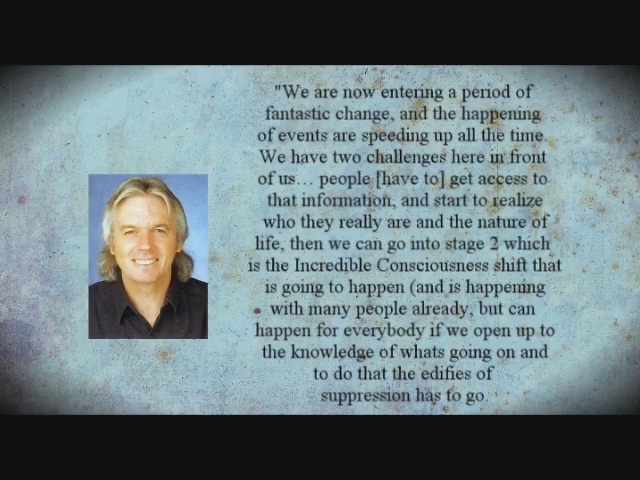 "We are now entering a period of
fantastic change, and the happening
of events are speeding up all the time.
We have two challenges here in front
of us... people [have to] get access to
that information, and start to realize
who they really are and the nature of
life, then we can go into stage 2 which
is the Incredible Consciousness shift that
is going to happen (and is happening
with many people already, but can
happen for everybody if we open up to
the knowledge of whats going on and
to do that the edifies of
suppression has to go.